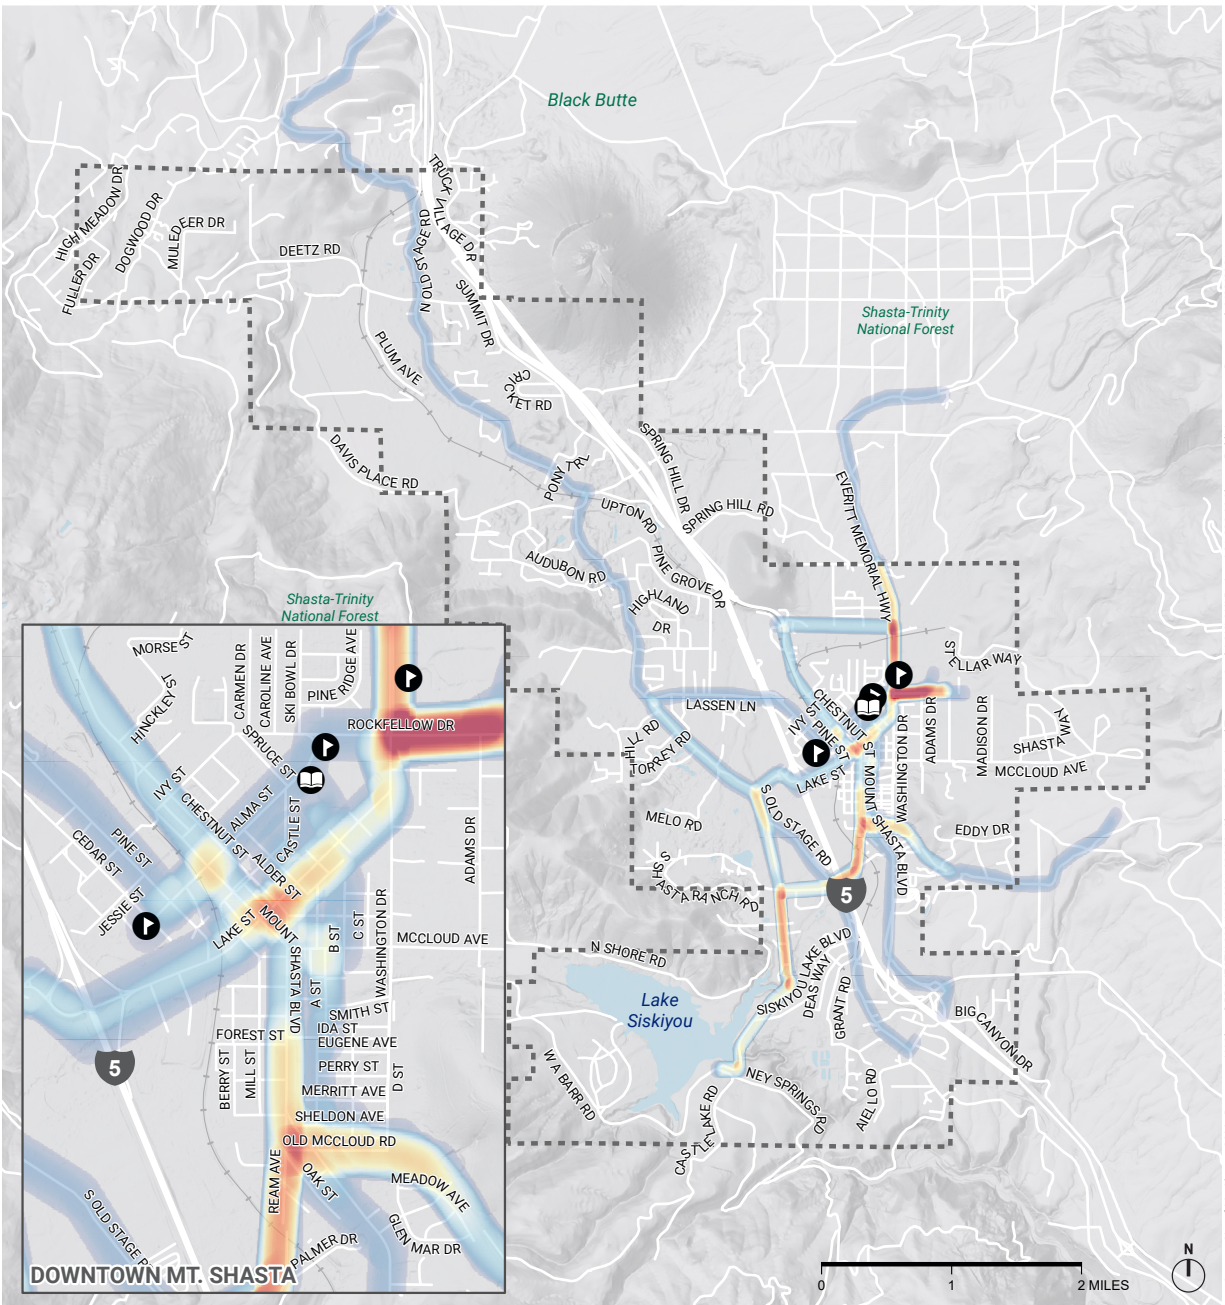 Black Butte
TRUCK VILLAGE DR
HIGH MEADOW DR
DOGWOOD DR
MULEDEER DR
FULLER DR
DEETZ RD
N OLD STAGE RD
SUMMIT DR
Shasta-Trinity
National Forest
PLUM AVE
CRICKET RD
DAVIS PLACE RD
PONY TRL
SPRING HILL DR
SPRING HILL RD
UPTON RD
EVERITT MEMORIAL HWY
AUDUBON RD
PINE GROVE DR
HIGHLAND
DR
Shasta-Trinity
National Forest
STELLAR WAY
LASSEN LN
CHESTNUT ST
IVY ST
PINE ST
HILL RD
TORREY RD
LAKE ST
WASHINGTON DR
ADAMS DR
MADISON DR
SHASTA WAY
MCCLOUD AVE
MOUNT SHASTA BLVD
S OLD STAGE RD
MELO RD
EDDY DR
S SHASTA RANCH RD
5
N SHORE RD
SISKIYOU LAKE BLVD
DEAS WAY
GRANT RD
Lake
Siskiyou
BIG CANYON DR
W A BARR RD
NEY SPRINGS RD
CASTLE LAKE RD
AIELLO RD
0
1
2 MILES
N
MORSE ST
HINCKLEY ST
CARMEN DR
CAROLINE AVE
SKI BOWL DR
PINE RIDGE AVE
ROCKFELLOW DR
SPRUCE ST
IVY ST
CHESTNUT ST
ALMA ST
CASTLE ST
ALDER ST
PINE ST
CEDAR ST
JESSIE ST
LAKE ST
MOUNT SHASTA BLVD
ADAMS DR
B ST
C ST
WASHINGTON DR
MCCLOUD AVE
A ST
SMITH ST
FOREST ST
IDA ST
EUGENE AVE
5
BERRY ST
MILL ST
PERRY ST
D ST
MERRITT AVE
SHELDON AVE
OLD MCCLOUD RD
REAM AVE
OAK ST
MEADOW AVE
S OLD STAGE R
PALMER DR
GLEN MAR DR
DOWNTOWN MT. SHASTA